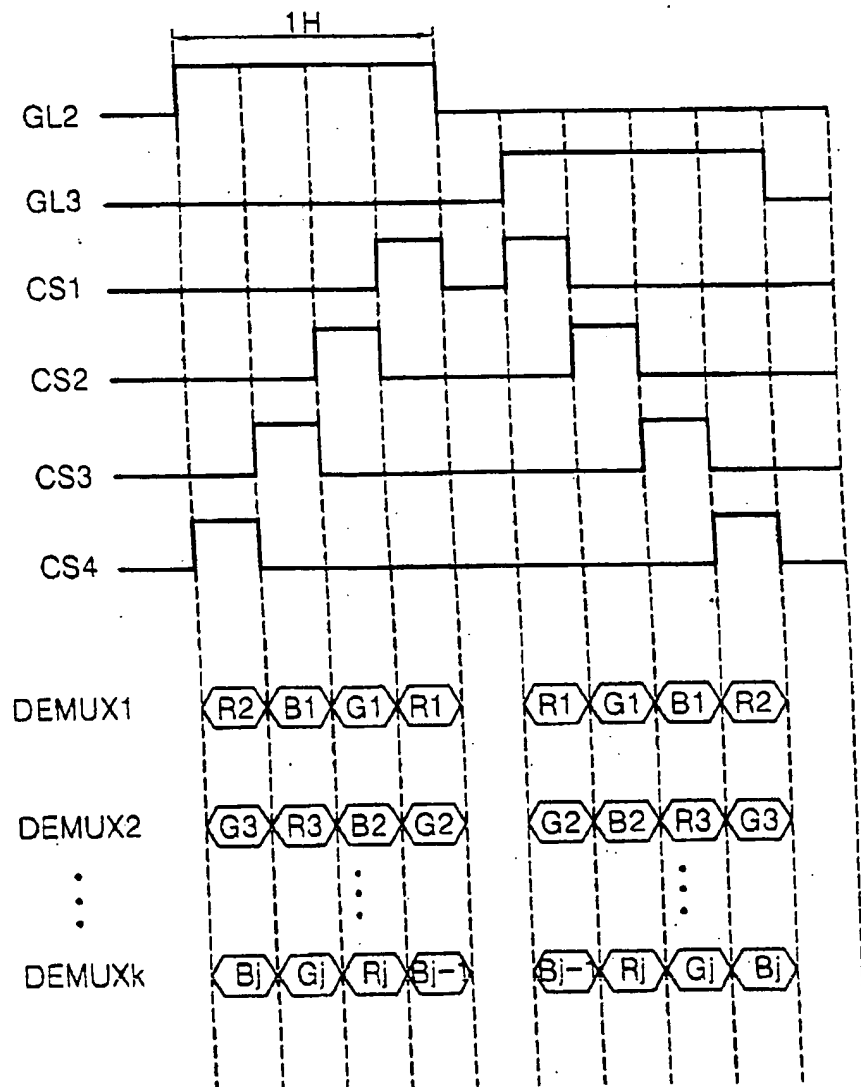 1H
GL2
GL3
CS1
CS2
CS3
CS4
DEMUX1 R2 B1 G1 R1 R1 G1 B1 R2
DEMUX2 G3 R3 B2 G2 G2 B2 R3 G3
DEMUXk Bj Gj Rj Bj-1 Bj-1 Rj Gj Bj